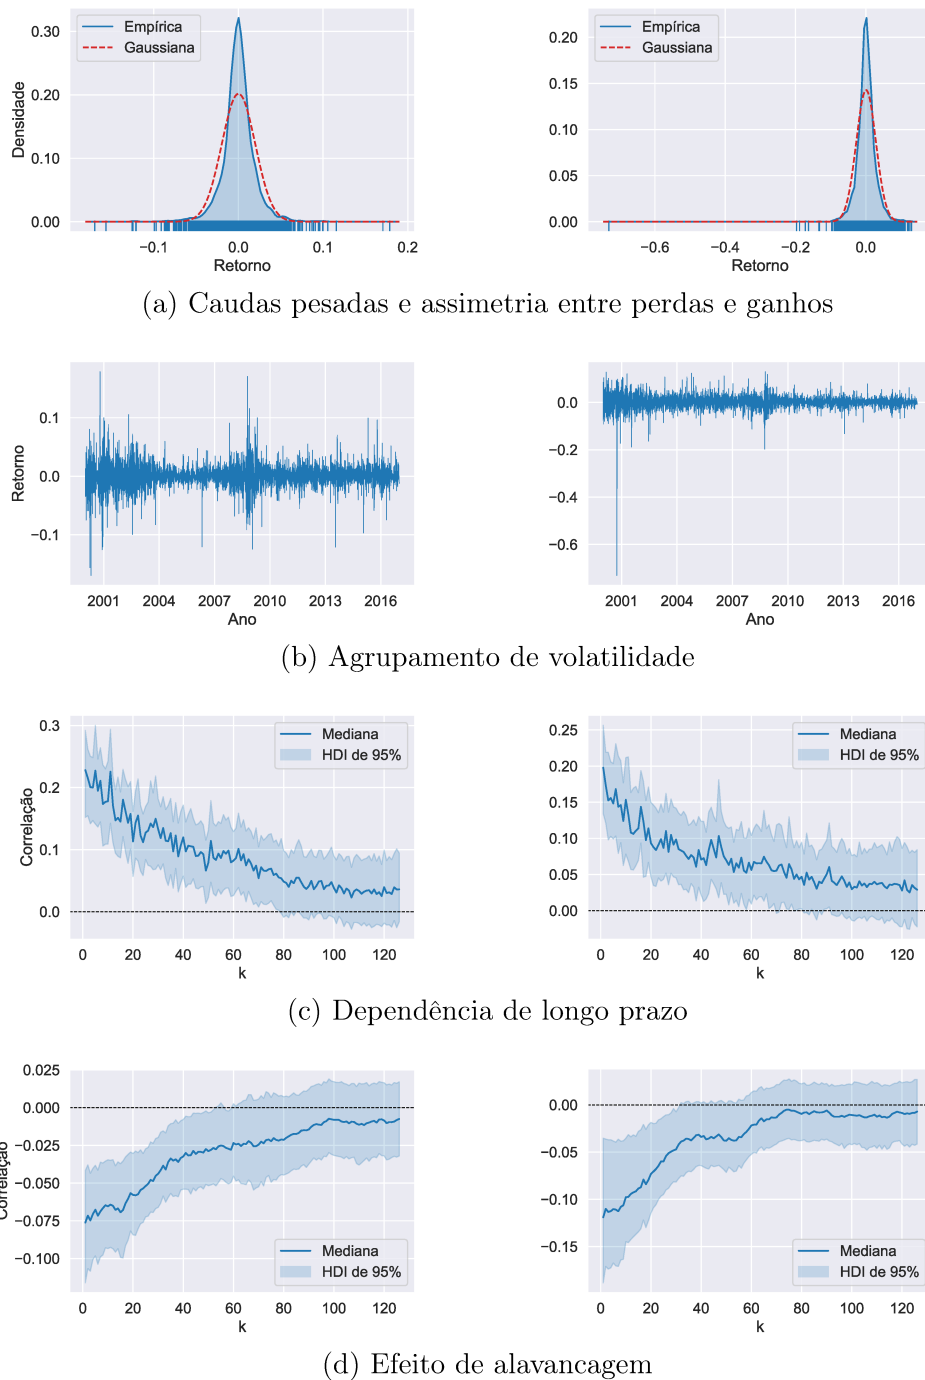 Empírica
Gaussiana
0.30
0.20
0.10
0.00
Densidade
−0.1 0.0 0.1 0.2
Retorno
Empírica
Gaussiana
0.20
0.15
0.10
0.05
0.00
−0.6 −0.4 −0.2 0.0
Retorno
(a) Caudas pesadas e assimetria entre perdas e ganhos
0.1
0.0
−0.1
Retorno
2001 2004 2007 2010 2013 2016
Ano
0.0
−0.2
−0.4
−0.6
2001 2004 2007 2010 2013 2016
Ano
(b) Agrupamento de volatilidade
Mediana
HDI de 95%
0.3
0.2
0.1
0.0
Correlação
0 20 40 60 80 100 120
k
Mediana
HDI de 95%
0.25
0.20
0.15
0.10
0.05
0.00
0 20 40 60 80 100 120
k
(c) Dependência de longo prazo
0.025
0.000
−0.025
−0.050
−0.075
−0.100
Correlação
Mediana
HDI de 95%
0 20 40 60 80 100 120
k
0.00
−0.05
−0.10
−0.15
Mediana
HDI de 95%
0 20 40 60 80 100 120
k
(d) Efeito de alavancagem